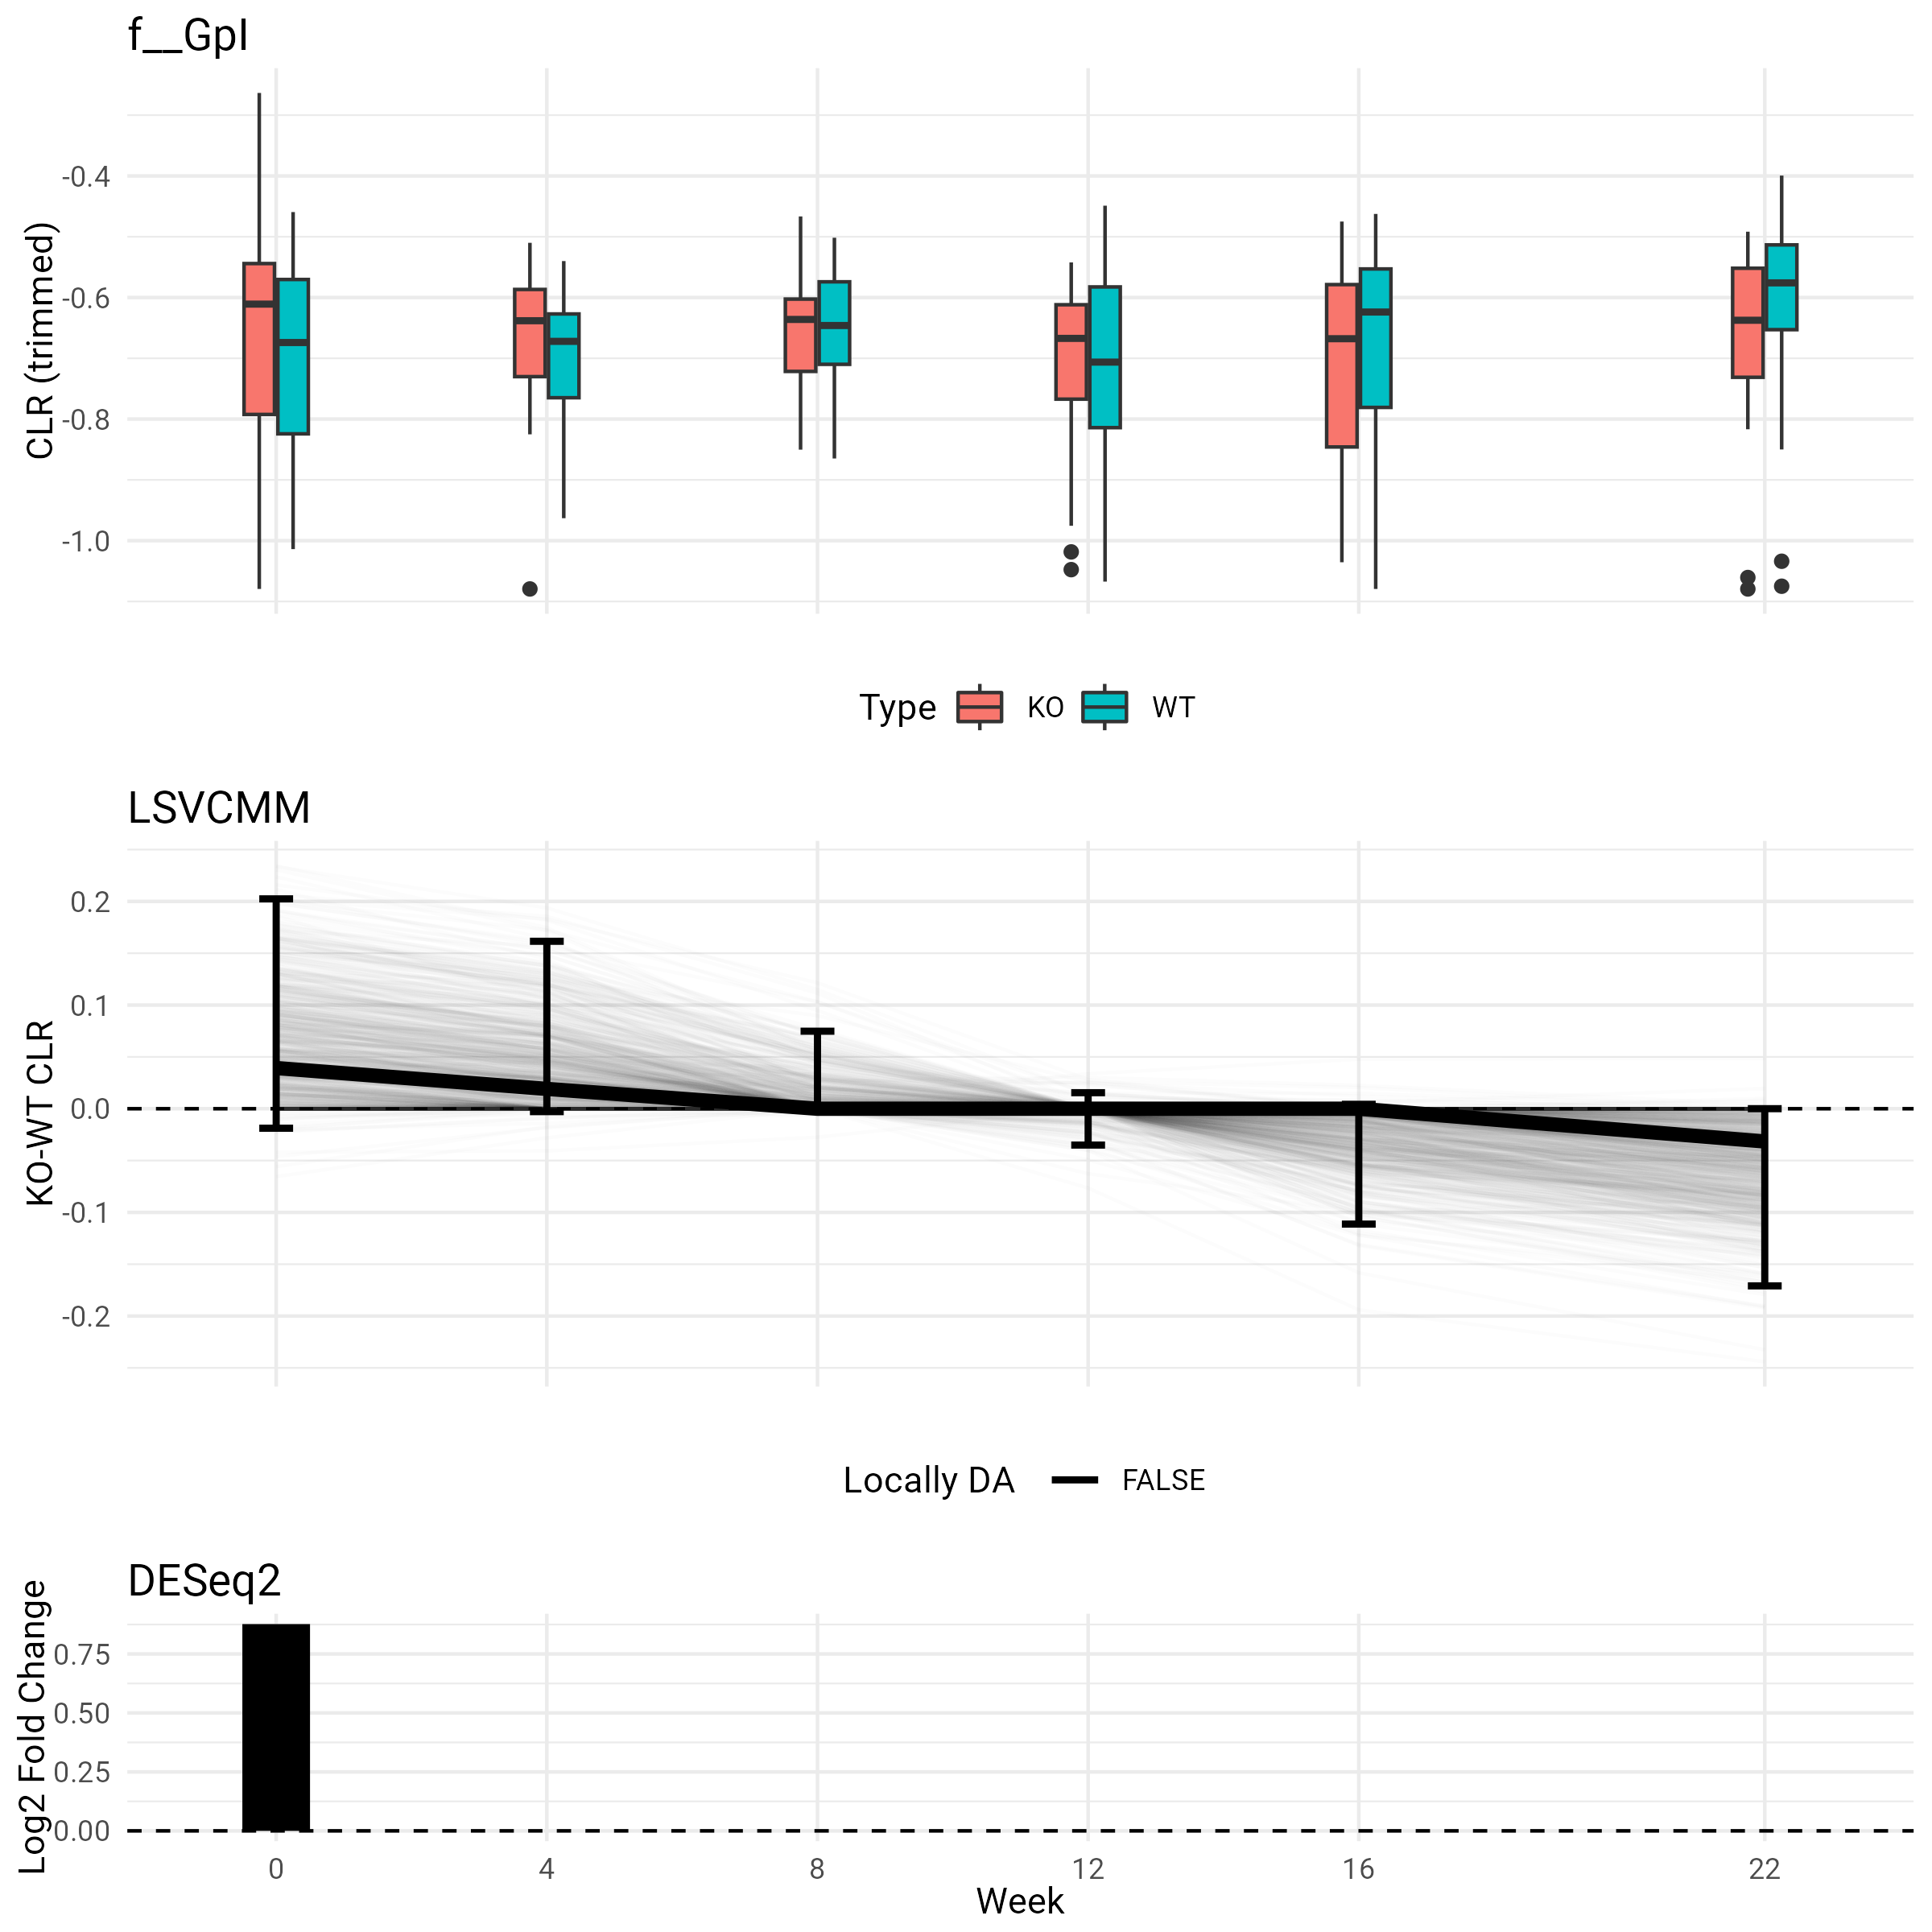 f__GpI
CLR (trimmed)
-0.4
-0.6
-0.8
-1.0
Type KO WT
LSVCMM
KO-WT CLR
0.2
0.1
0.0
-0.1
-0.2
Locally DA FALSE
DESeq2
Log2 Fold Change
0.75
0.50
0.25
0.00
0 4 8 12 16 22
Week